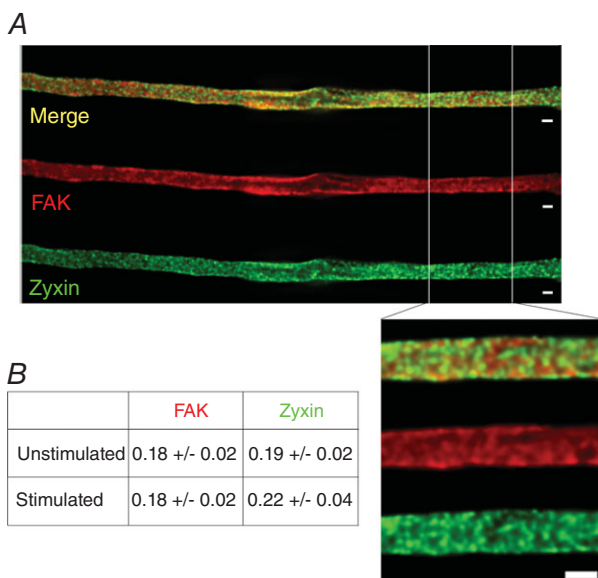 A
Merge
FAK
Zyxin
B
FAK Zyxin
Unstimulated 0.18 +/- 0.02 0.19 +/- 0.02
Stimulated 0.18 +/- 0.02 0.22 +/- 0.04